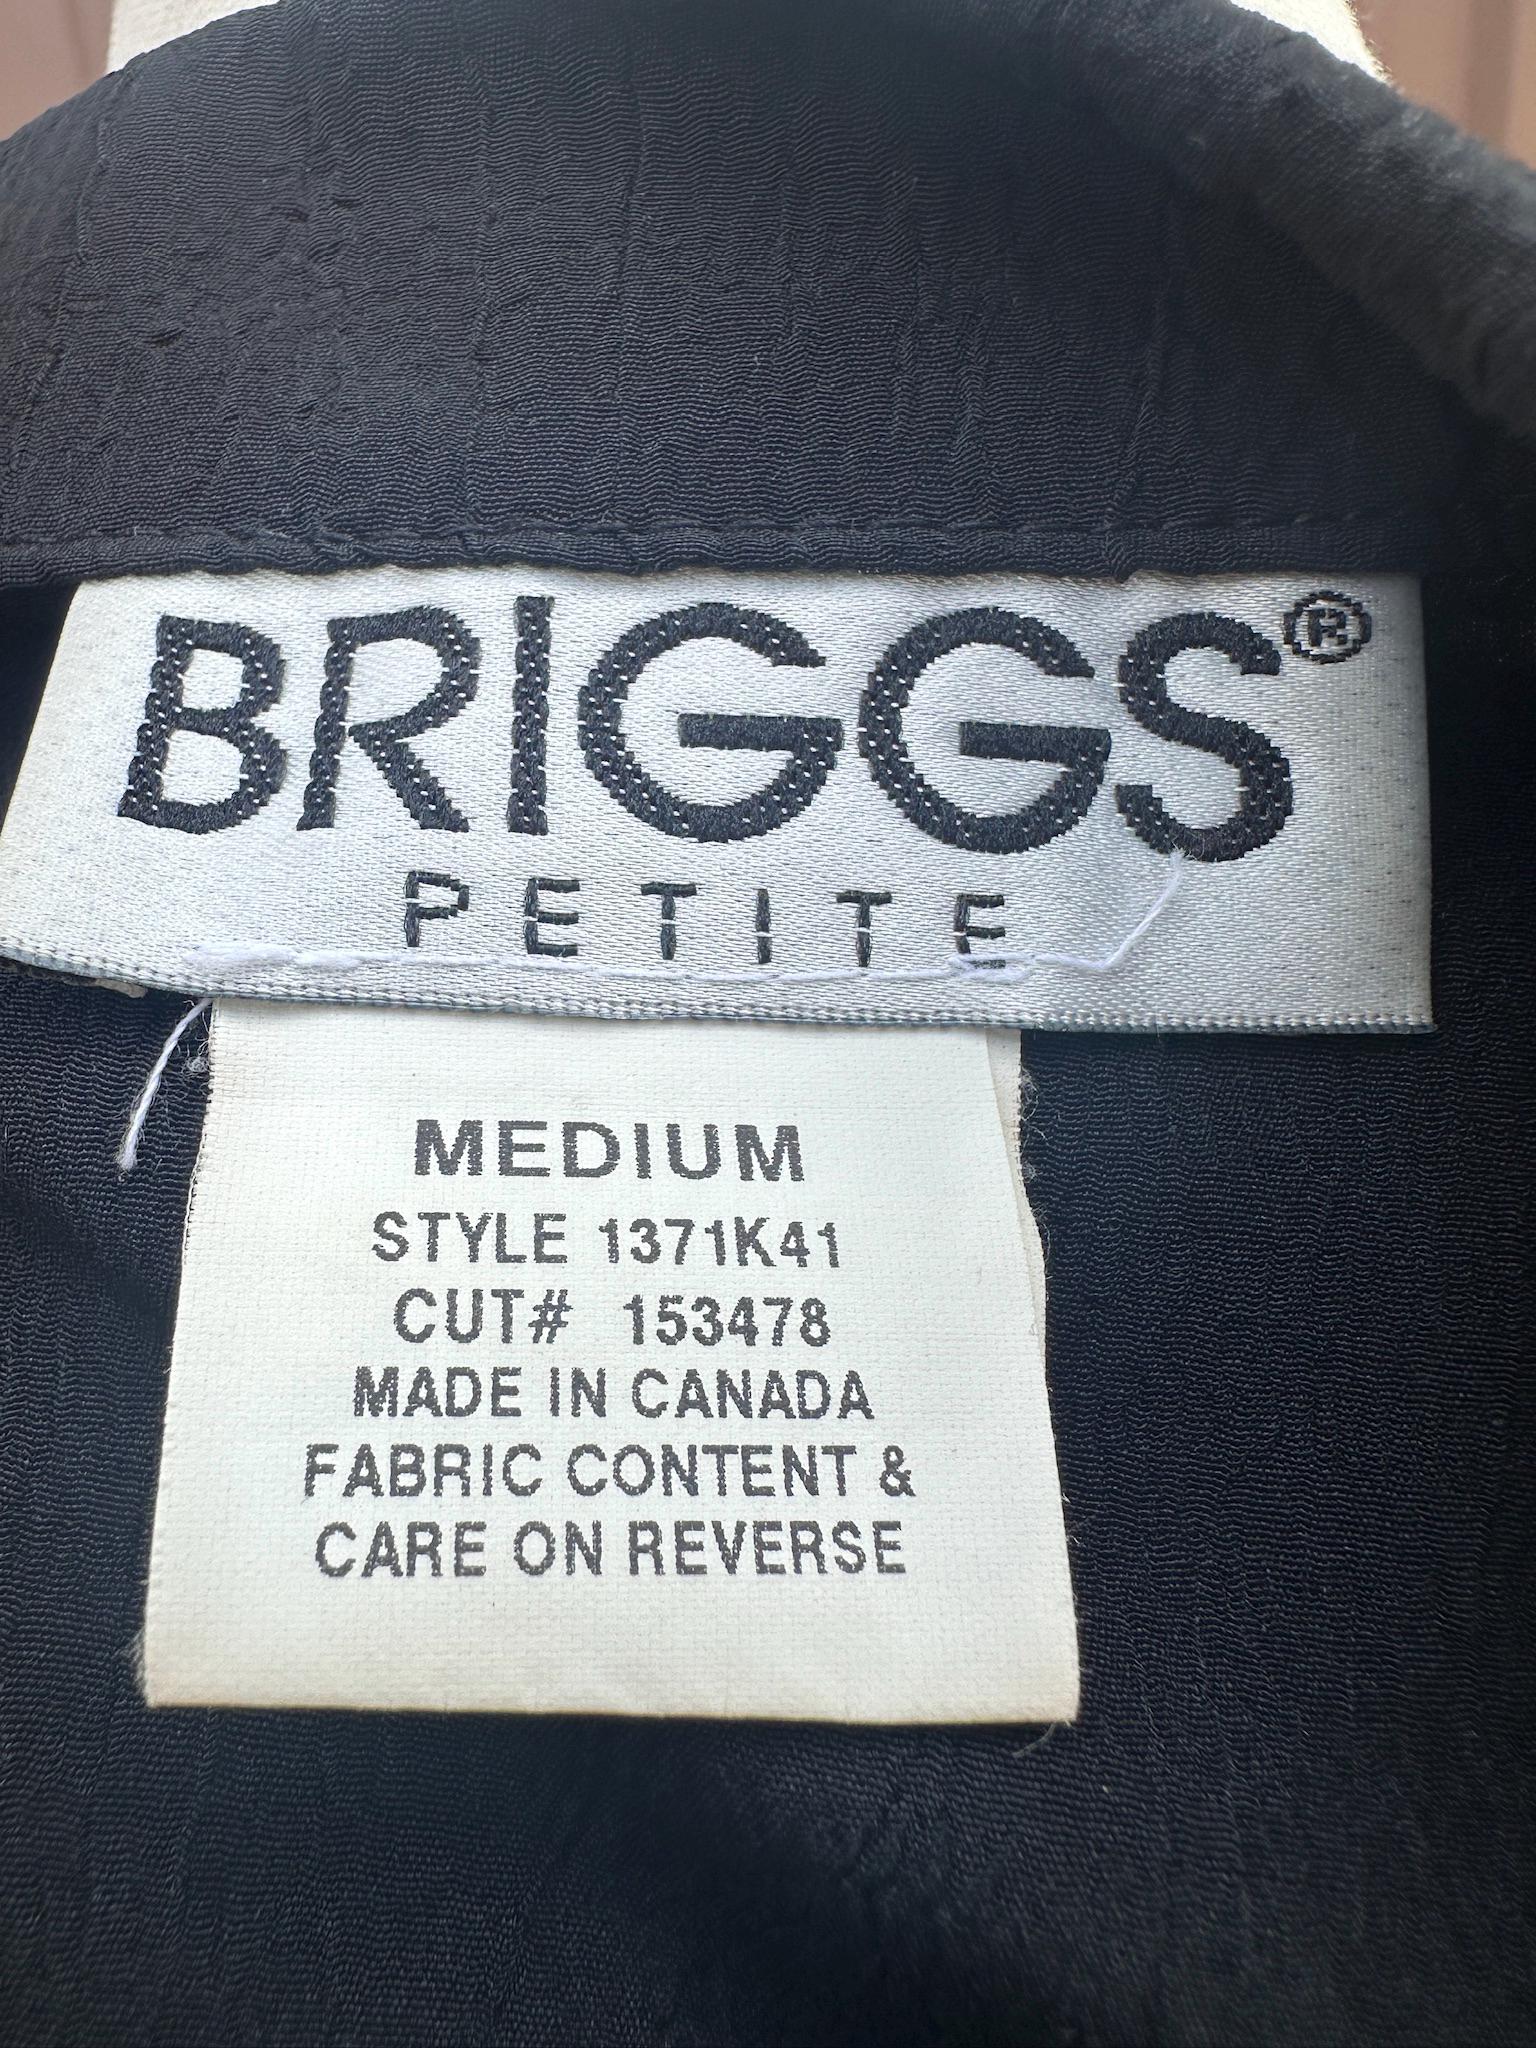 BRIGGS®
PETITE
MEDIUM
STYLE 1371K41
CUT# 153478
MADE IN CANADA
FABRIC CONTENT &
CARE ON REVERSE